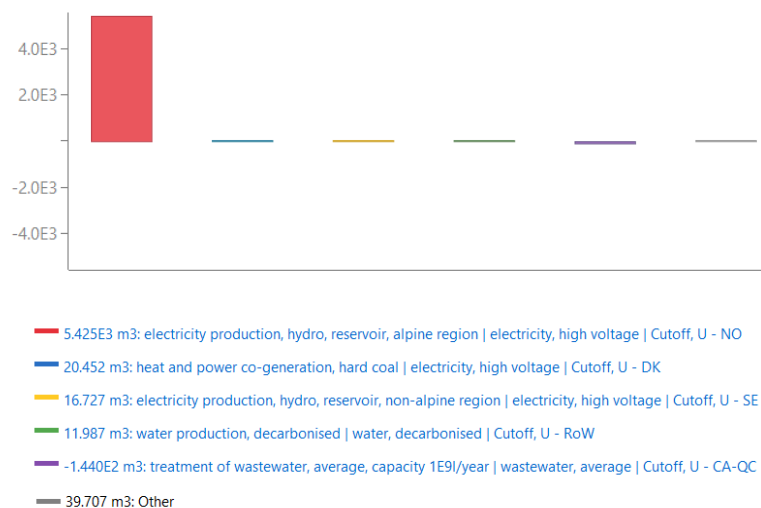 4.0E3
2.0E3
-2.0E3
-4.0E3
5.425E3 m3: electricity production, hydro, reservoir, alpine region | electricity, high voltage | Cutoff, U - NO
20.452 m3: heat and power co-generation, hard coal | electricity, high voltage | Cutoff, U - DK
16.727 m3: electricity production, hydro, reservoir, non-alpine region | electricity, high voltage | Cutoff, U - SE
11.987 m3: water production, decarbonised | water, decarbonised | Cutoff, U - RoW
-1.440E2 m3: treatment of wastewater, average, capacity 1E9l/year | wastewater, average | Cutoff, U - CA-QC
39.707 m3: Other